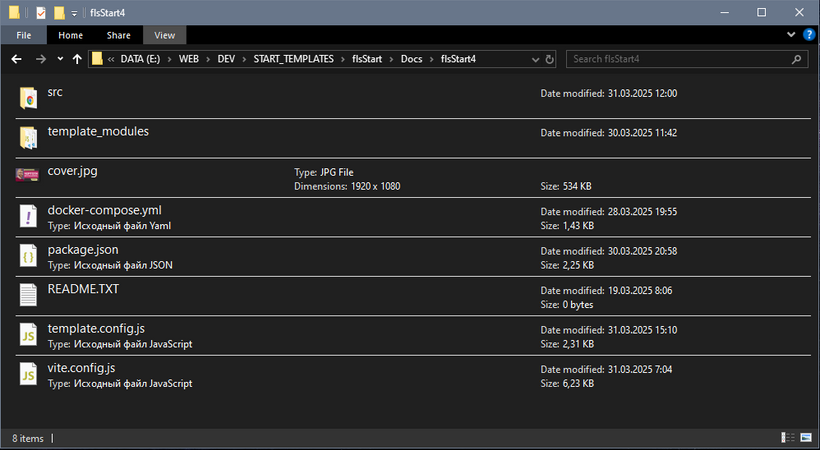 flsStart4
File Home Share View
« DATA (E:) > WEB > DEV > START_TEMPLATES > flsStart > Docs > flsStart4
Search flsStart4
src
Date modified: 31.03.2025 12:00
template_modules
Date modified: 30.03.2025 11:42
cover.jpg
Type: JPG File
Dimensions: 1920 x 1080
Size: 534 KB
docker-compose.yml
Type: Исходный файл Yaml
Date modified: 28.03.2025 19:55
Size: 1,43 KB
package.json
Type: Исходный файл JSON
Date modified: 30.03.2025 20:58
Size: 2,25 KB
README.TXT
Date modified: 19.03.2025 8:06
Size: 0 bytes
template.config.js
Type: Исходный файл JavaScript
Date modified: 31.03.2025 15:10
Size: 2,31 KB
vite.config.js
Type: Исходный файл JavaScript
Date modified: 31.03.2025 7:04
Size: 6,23 KB
8 items